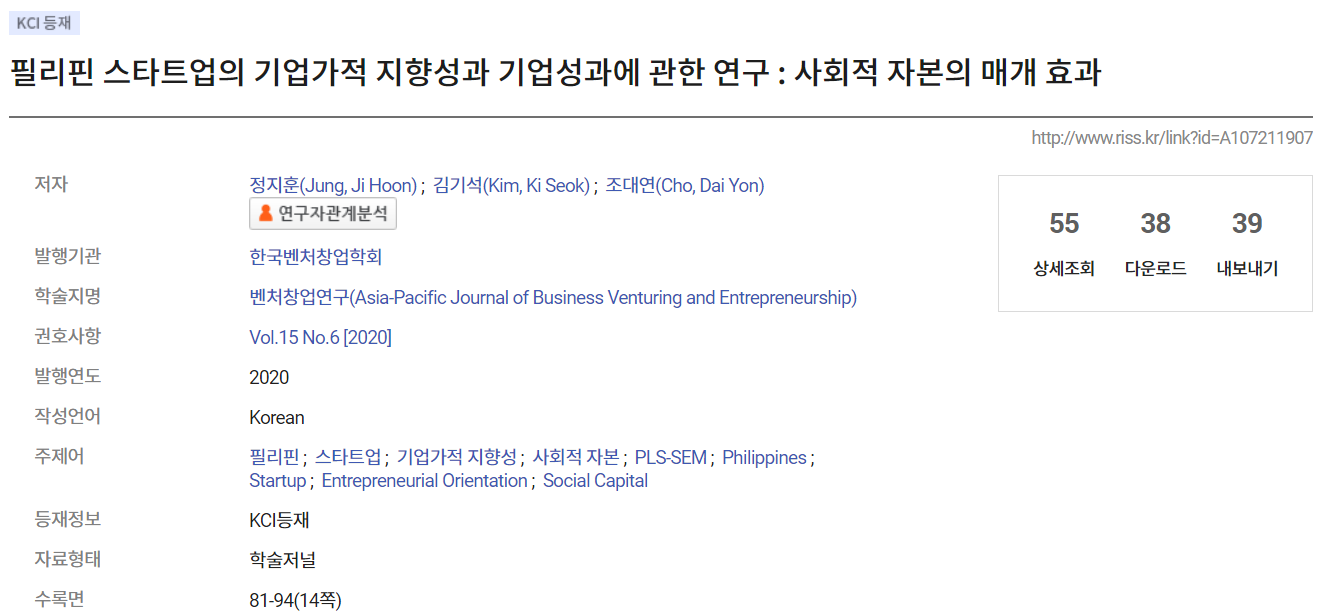 KCI 등재
필리핀 스타트업의 기업가적 지향성과 기업성과에 관한 연구 : 사회적 자본의 매개 효과
http://www.riss.kr/link?id=A107211907
저자
정지훈(Jung, Ji Hoon) ; 김기석(Kim, Ki Seok) ; 조대연(Cho, Dai Yon)
연구자관계분석
55 38 39
상세조회 다운로드 내보내기
발행기관
한국벤처창업학회
학술지명
벤처창업연구(Asia-Pacific Journal of Business Venturing and Entrepreneurship)
권호사항
Vol.15 No.6 [2020]
발행연도
2020
작성언어
Korean
주제어
필리핀 ; 스타트업 ; 기업가적 지향성 ; 사회적 자본 ; PLS-SEM ; Philippines ;
Startup ; Entrepreneurial Orientation ; Social Capital
등재정보
KCI등재
자료형태
학술저널
수록면
81-94(14쪽)